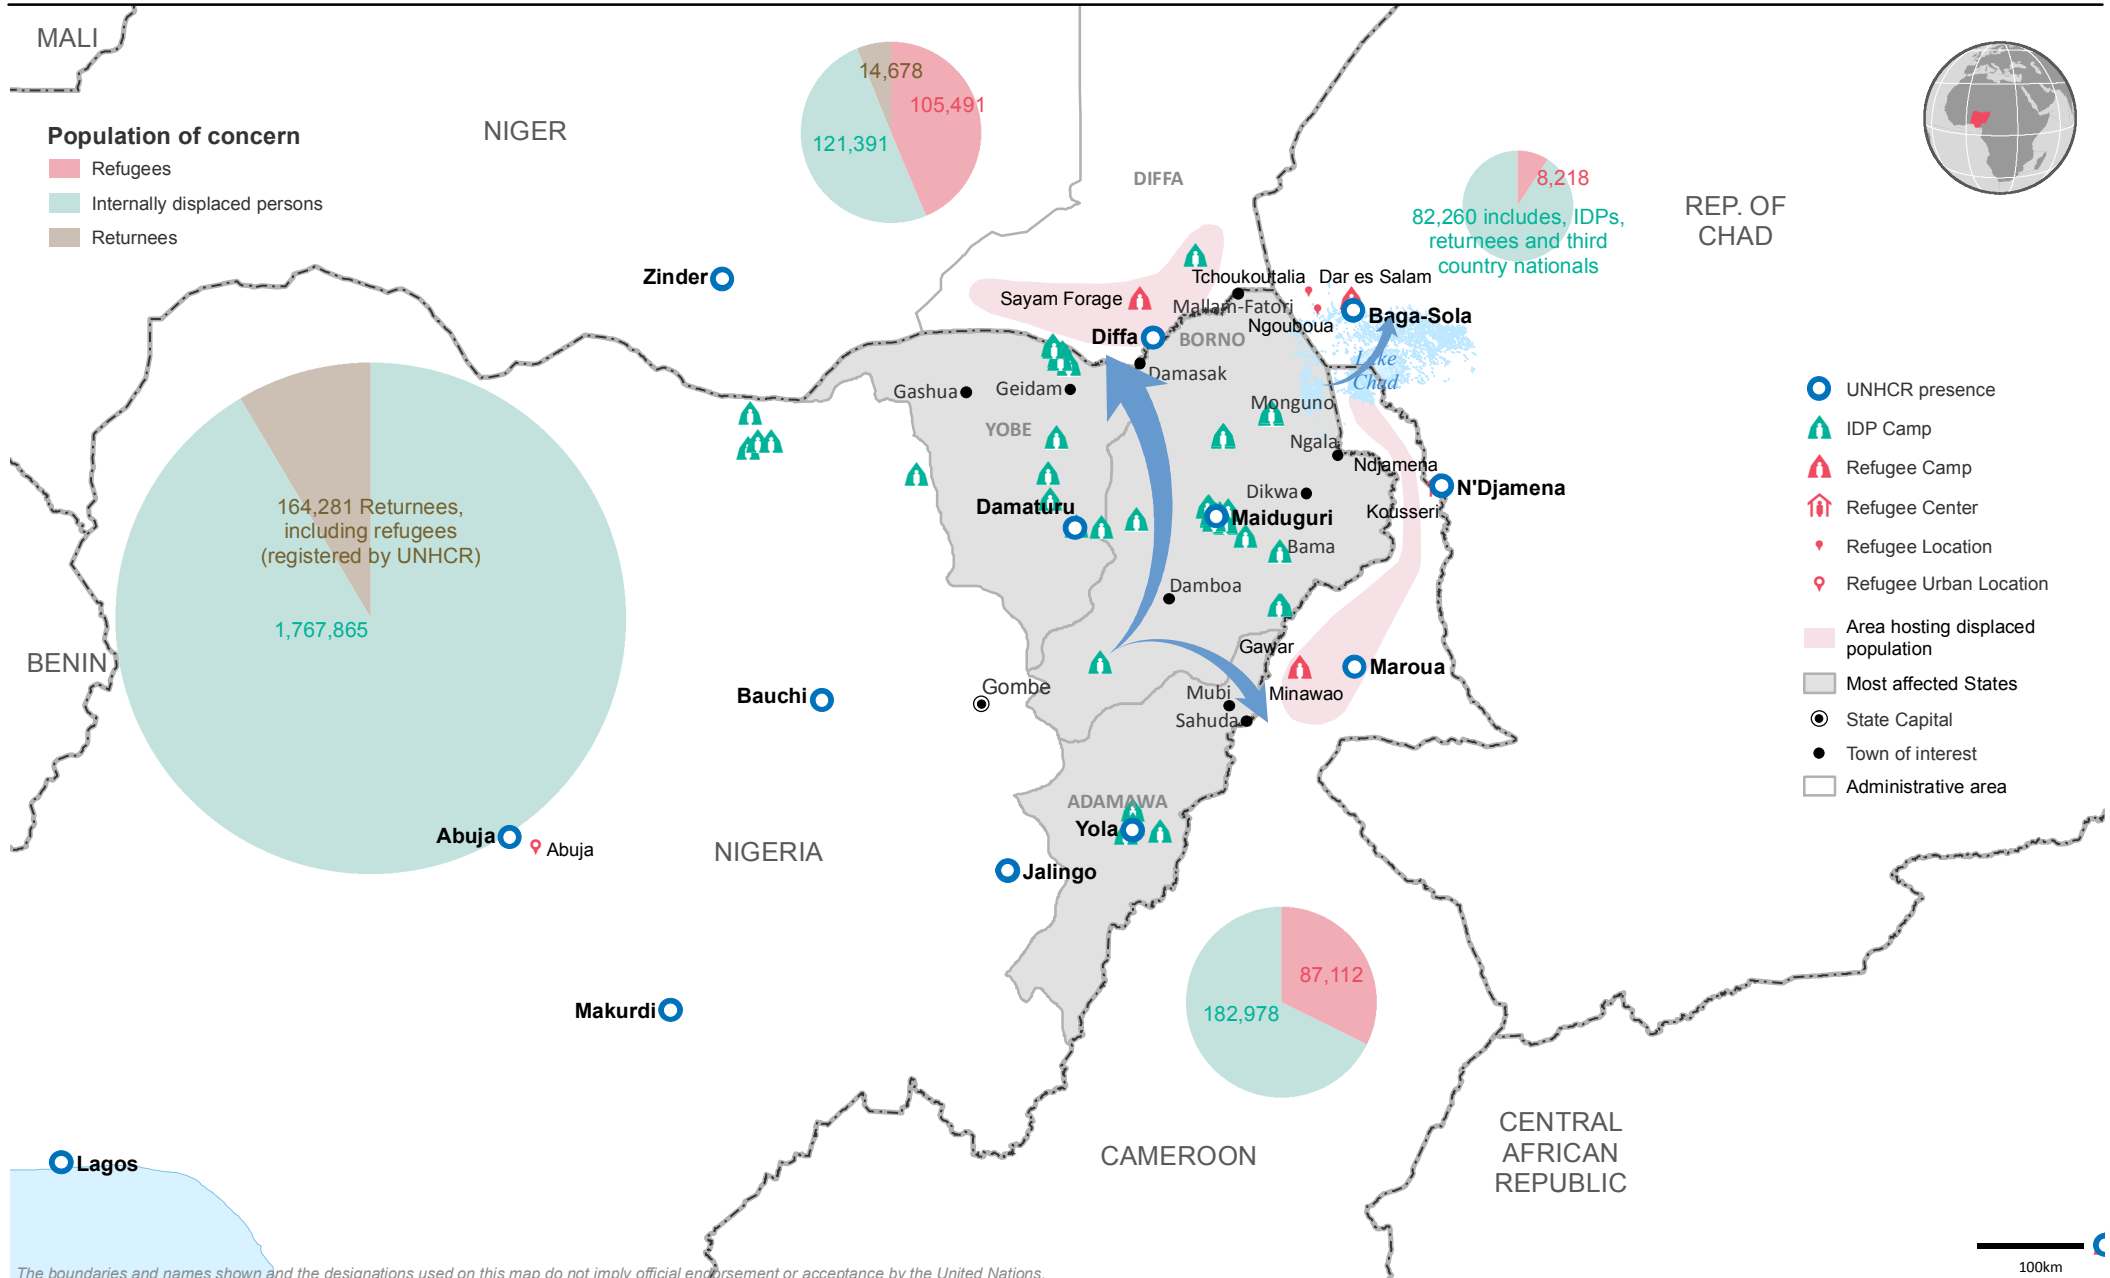 MALI
NIGER
14,678
105,491
121,391
Population of concern
Refugees
Internally displaced persons
Returnees
DIFFA
8,218
82,260 includes, IDPs,
returnees and third
country nationals
REP. OF
CHAD
Zinder
Tchoukoutalia
Dar es Salam
Sayam Forage
Mallam-Fatori
Ngouboua
Baga-Sola
Diffa
BORNO
Lake
Chad
Damasak
Gashua
Geidam
Monguno
YOBE
Ngala
Ndjamena
N'Djamena
Dikwa
Kousseri
Damaturu
Maiduguri
Bama
164,281 Returnees,
including refugees
(registered by UNHCR)
1,767,865
Damboa
BENIN
Gawar
Maroua
Minawao
Bauchi
Gombe
Mubi
Sahuda
ADAMAWA
Yola
Abuja
Abuja
NIGERIA
Jalingo
87,112
182,978
Makurdi
CAMEROON
CENTRAL
AFRICAN
REPUBLIC
Lagos
UNHCR presence
IDP Camp
Refugee Camp
Refugee Center
Refugee Location
Refugee Urban Location
Area hosting displaced
population
Most affected States
State Capital
Town of interest
Administrative area
100km
The boundaries and names shown and the designations used on this map do not imply official endorsement or acceptance by the United Nations.